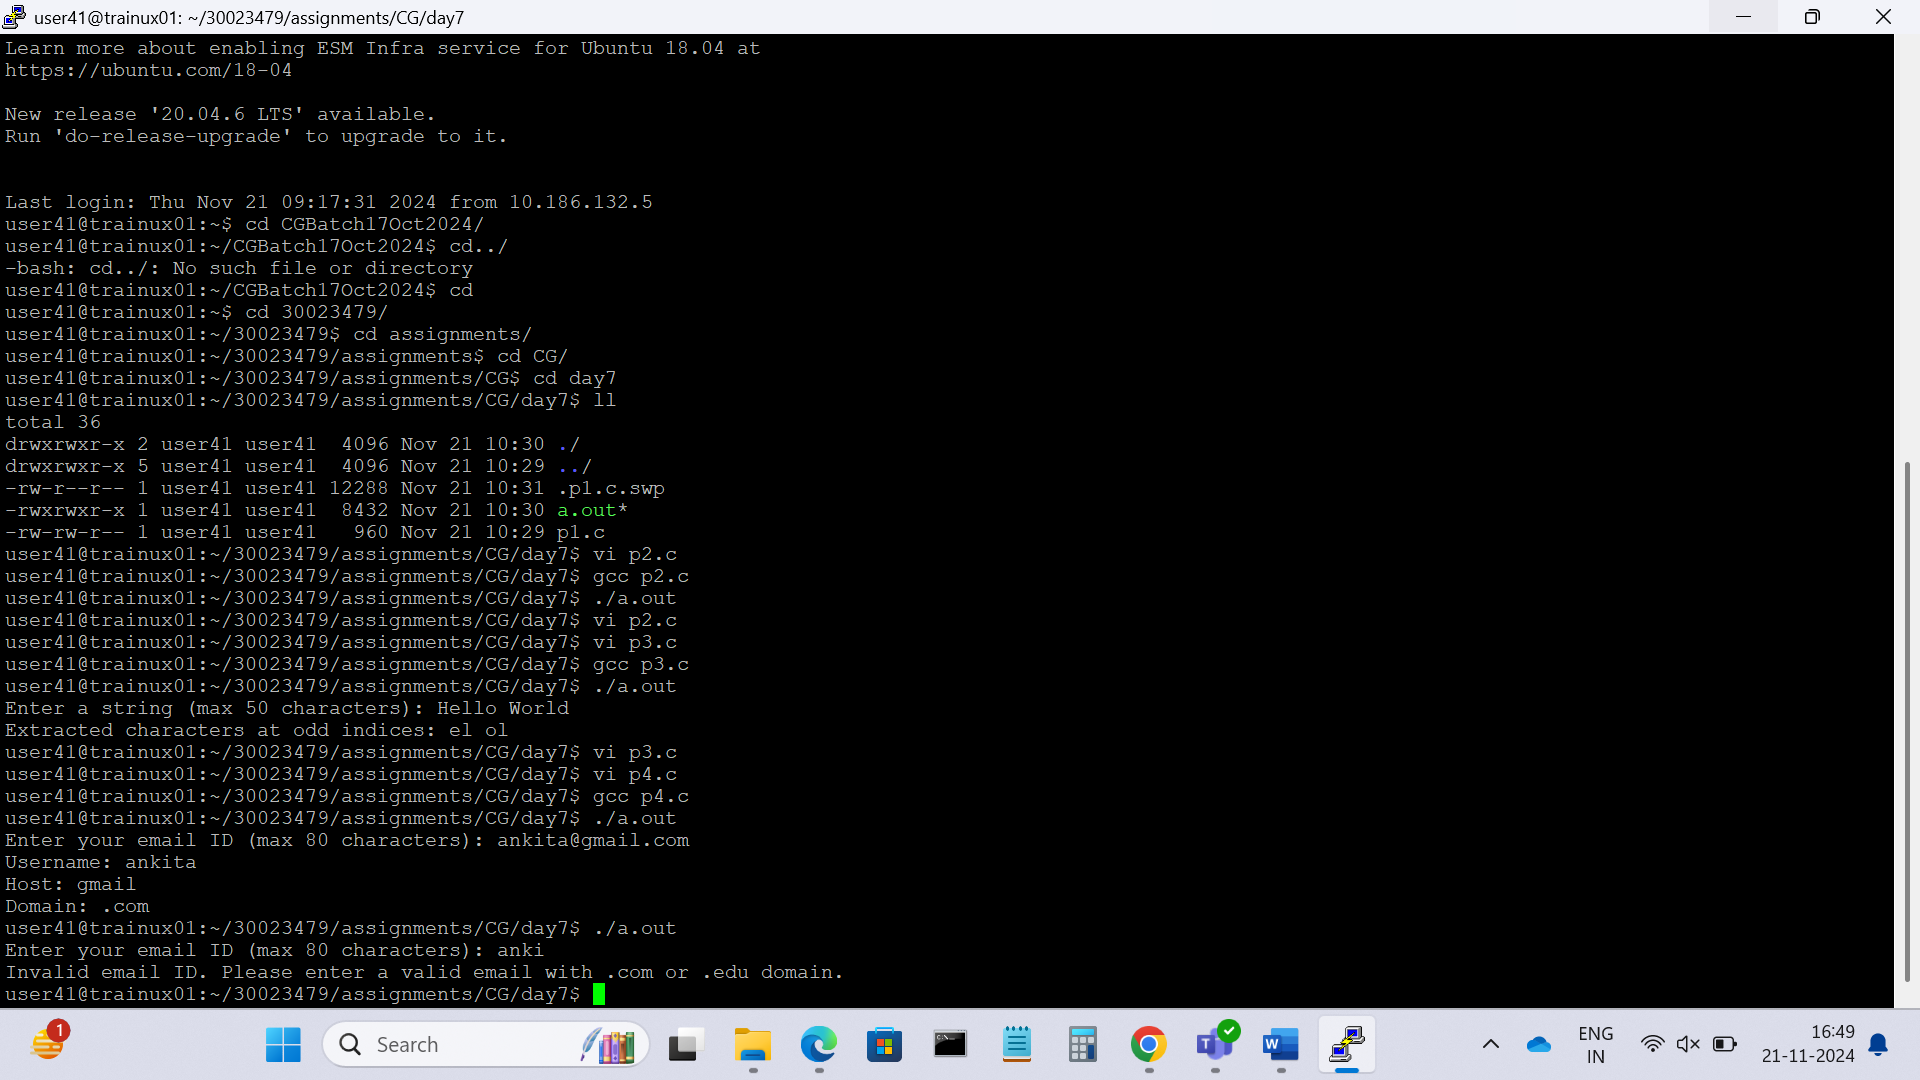 user41@trainux01: ~/30023479/assignments/CG/day7
Learn more about enabling ESM Infra service for Ubuntu 18.04 at
https://ubuntu.com/18-04
New release '20.04.6 LTS' available.
Run 'do-release-upgrade' to upgrade to it.
Last login: Thu Nov 21 09:17:31 2024 from 10.186.132.5
user41@trainux01:~$ cd CGBatch17Oct2024/
user41@trainux01:~/CGBatch17Oct2024$ cd../
-bash: cd../: No such file or directory
user41@trainux01:~/CGBatch17Oct2024$ cd
user41@trainux01:~$ cd 30023479/
user41@trainux01:~/30023479$ cd assignments/
user41@trainux01:~/30023479/assignments$ cd CG/
user41@trainux01:~/30023479/assignments/CG$ cd day7
user41@trainux01:~/30023479/assignments/CG/day7$ ll
total 36
drwxrwxr-x 2 user41 user41  4096 Nov 21 10:30 ./
drwxrwxr-x 5 user41 user41  4096 Nov 21 10:29 ../
-rw-r--r-- 1 user41 user41 12288 Nov 21 10:31 .p1.c.swp
-rwxrwxr-x 1 user41 user41  8432 Nov 21 10:30 a.out*
-rw-rw-r-- 1 user41 user41   960 Nov 21 10:29 p1.c
user41@trainux01:~/30023479/assignments/CG/day7$ vi p2.c
user41@trainux01:~/30023479/assignments/CG/day7$ gcc p2.c
user41@trainux01:~/30023479/assignments/CG/day7$ ./a.out
user41@trainux01:~/30023479/assignments/CG/day7$ vi p2.c
user41@trainux01:~/30023479/assignments/CG/day7$ vi p3.c
user41@trainux01:~/30023479/assignments/CG/day7$ gcc p3.c
user41@trainux01:~/30023479/assignments/CG/day7$ ./a.out
Enter a string (max 50 characters): Hello World
Extracted characters at odd indices: el ol
user41@trainux01:~/30023479/assignments/CG/day7$ vi p3.c
user41@trainux01:~/30023479/assignments/CG/day7$ vi p4.c
user41@trainux01:~/30023479/assignments/CG/day7$ gcc p4.c
user41@trainux01:~/30023479/assignments/CG/day7$ ./a.out
Enter your email ID (max 80 characters): ankita@gmail.com
Username: ankita
Host: gmail
Domain: .com
user41@trainux01:~/30023479/assignments/CG/day7$ ./a.out
Enter your email ID (max 80 characters): anki
Invalid email ID. Please enter a valid email with .com or .edu domain.
user41@trainux01:~/30023479/assignments/CG/day7$
1
Search
ENG
IN
16:49
21-11-2024